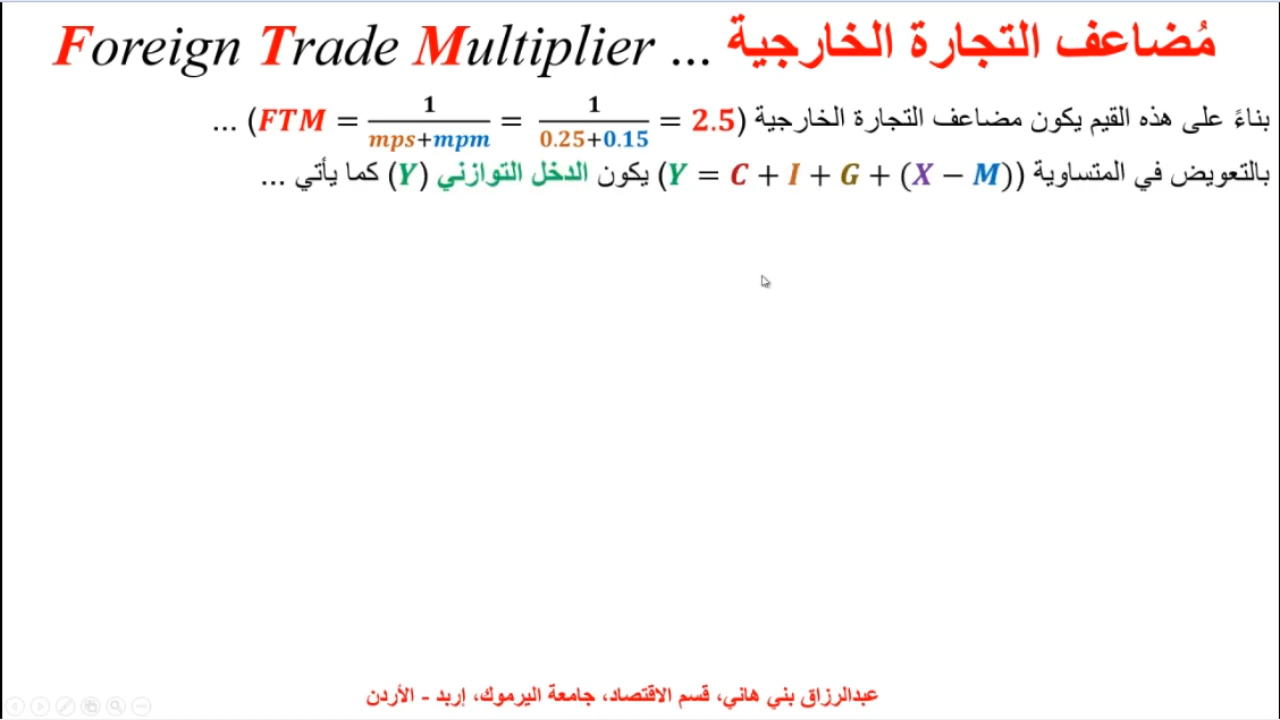 مُضاعف التجارة الخارجية ... Foreign Trade Multiplier
بناءً على هذه القيم يكون مضاعف التجارة الخارجية (FTM = 1/(mps+mpm) = 1/(0.25+0.15) = 2.5) ...
بالتعويض في المتساوية (Y = C + I + G + (X − M)) يكون الدخل التوازني (Y) كما يأتي ...
عبدالرزاق بني هاني، قسم الاقتصاد، جامعة اليرموك، إربد - الأردن